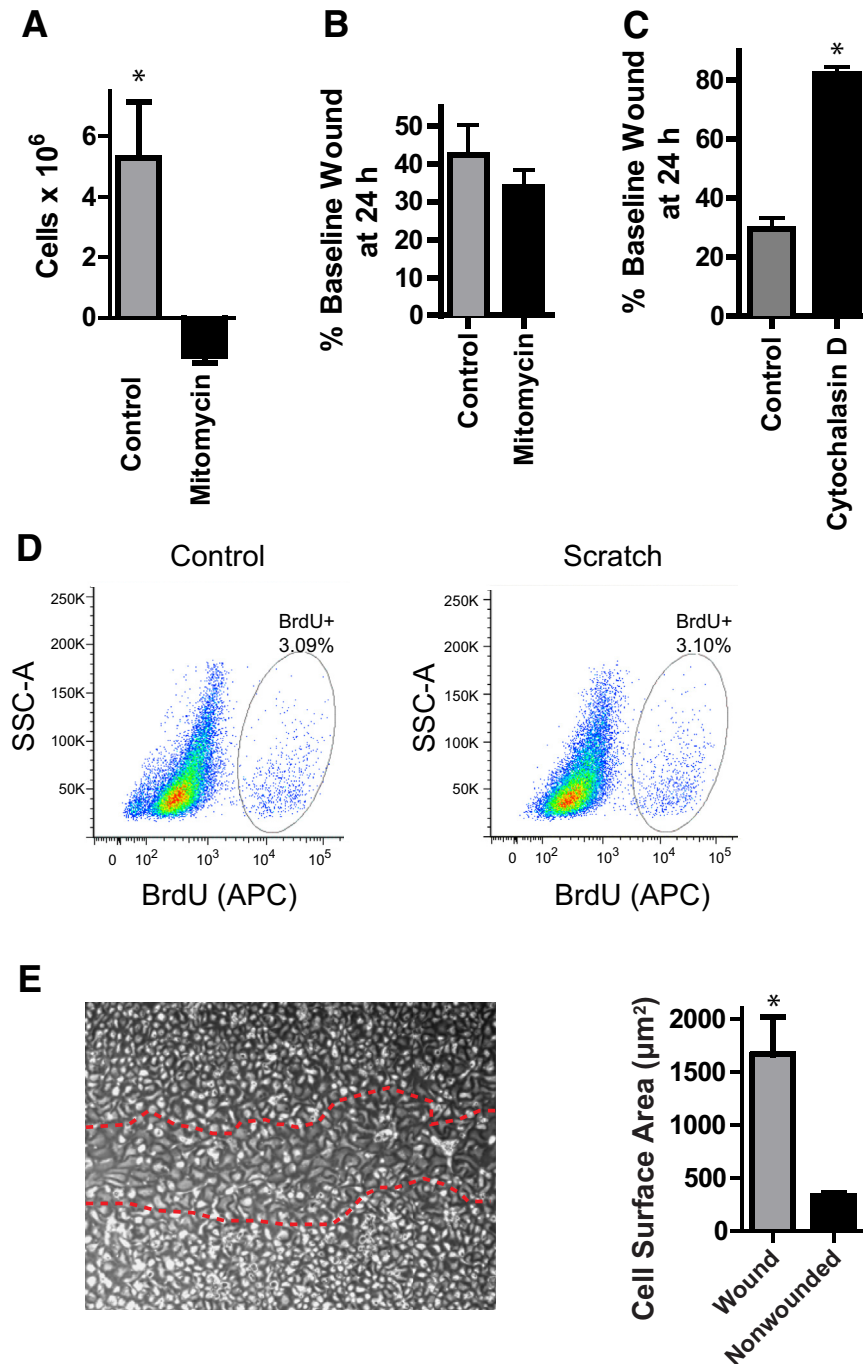 A
*
Cells x 10⁶
6
4
2
0
Control
Mitomycin
B
% Baseline Wound
at 24 h
50
40
30
20
10
0
Control
Mitomycin
C
*
% Baseline Wound
at 24 h
80
60
40
20
0
Control
Cytochalasin D
D
Control
250K
200K
150K
100K
50K
SSC-A
BrdU+
3.09%
0 10² 10³ 10⁴ 10⁵
BrdU (APC)
Scratch
250K
200K
150K
100K
50K
SSC-A
BrdU+
3.10%
0 10² 10³ 10⁴ 10⁵
BrdU (APC)
E
*
Cell Surface Area (µm²)
2000
1500
1000
500
0
Wound
Nonwounded